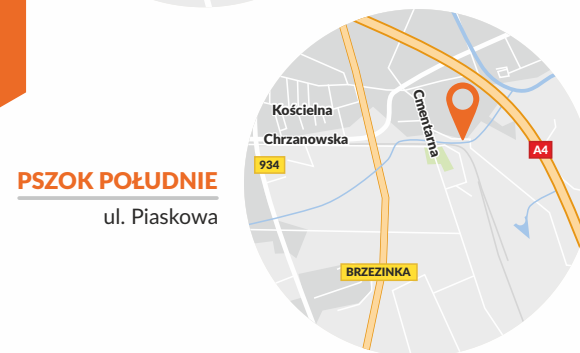 PSZOK POŁUDNIE
ul. Piaskowa
Kościelna
Chrzanowska
Cmentarna
934
A4
BRZEZINKA